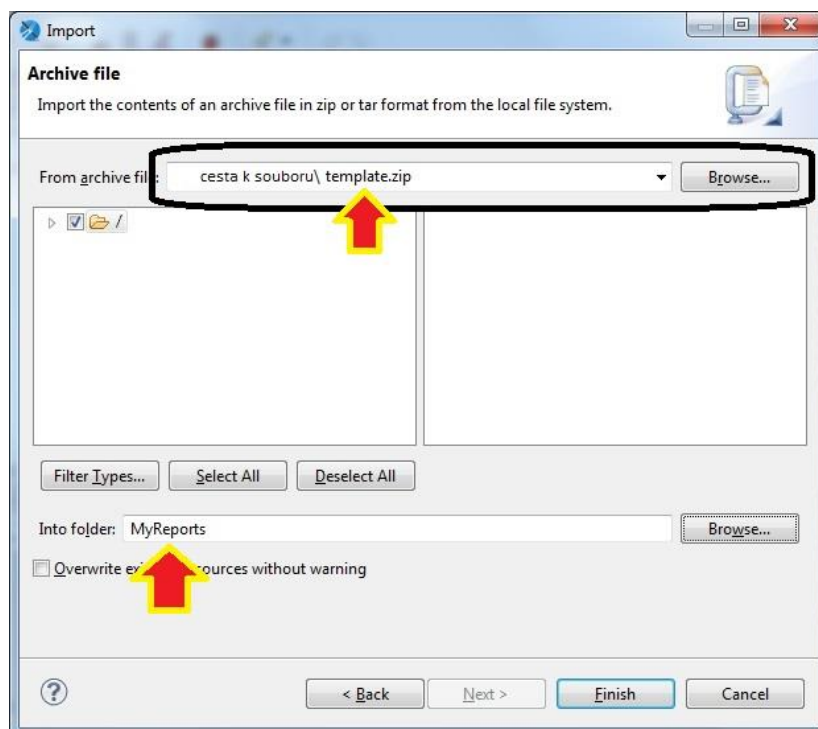 Import
Archive file
Import the contents of an archive file in zip or tar format from the local file system.
From archive file: cesta k souboru\ template.zip Browse...
/
Filter Types... Select All Deselect All
Into folder: MyReports Browse...
Overwrite sources without warning
? < Back Next > Finish Cancel